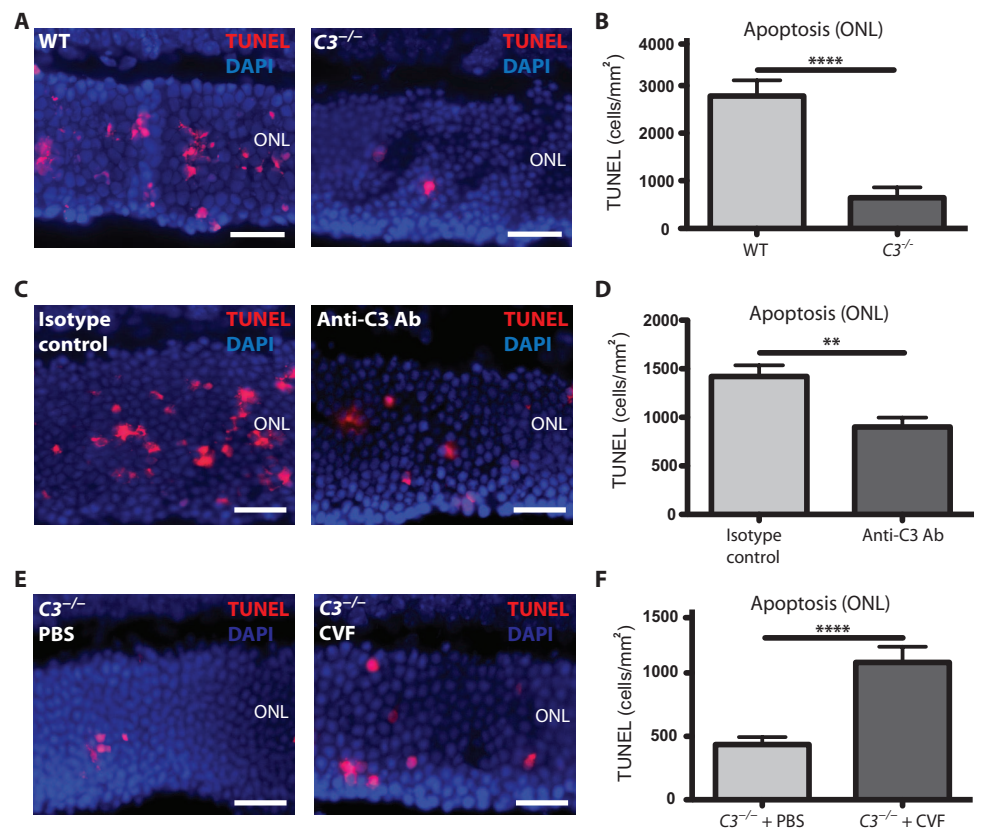 A
WT
TUNEL
DAPI
ONL
C3−/−
TUNEL
DAPI
ONL
B
Apoptosis (ONL)
****
TUNEL (cells/mm²)
4000
3000
2000
1000
0
WT
C3-/-
C
Isotype
control
TUNEL
DAPI
ONL
Anti-C3 Ab
TUNEL
DAPI
ONL
D
Apoptosis (ONL)
**
TUNEL (cells/mm²)
2000
1500
1000
500
0
Isotype
control
Anti-C3 Ab
E
C3−/−
PBS
TUNEL
DAPI
ONL
C3−/−
CVF
TUNEL
DAPI
ONL
F
Apoptosis (ONL)
****
TUNEL (cells/mm²)
1500
1000
500
0
C3−/− + PBS
C3−/− + CVF